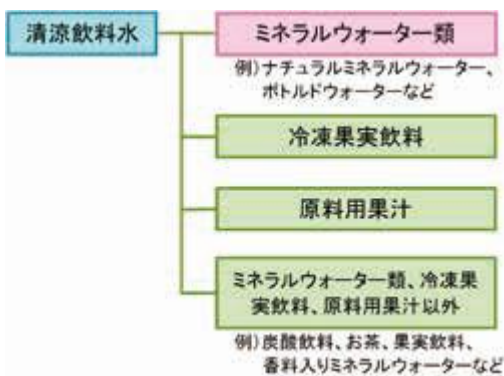 清涼飲料水
ミネラルウォーター類
例)ナチュラルミネラルウォーター、
ボトルドウォーターなど
冷凍果実飲料
原料用果汁
ミネラルウォーター類、冷凍果
実飲料、原料用果汁以外
例)炭酸飲料、お茶、果実飲料、
香料入りミネラルウォーターなど